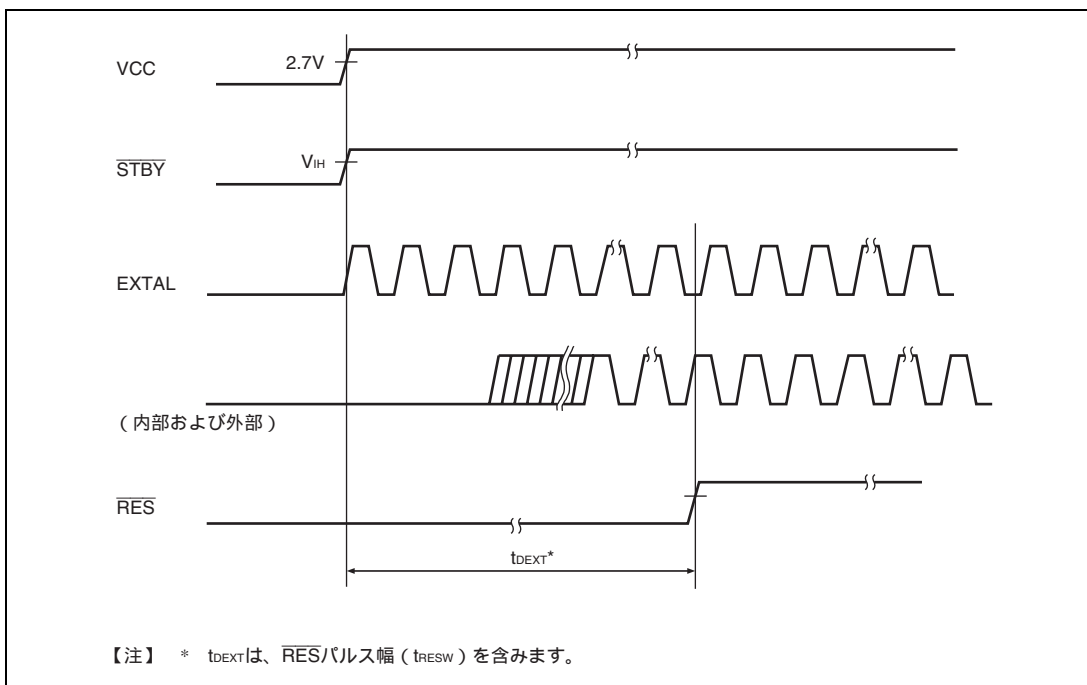 VCC
2.7V
STBY
VIH
EXTAL
(内部および外部)
RES
tDEXT*
【注】 * tDEXTは、RESパルス幅(tRESW)を含みます。